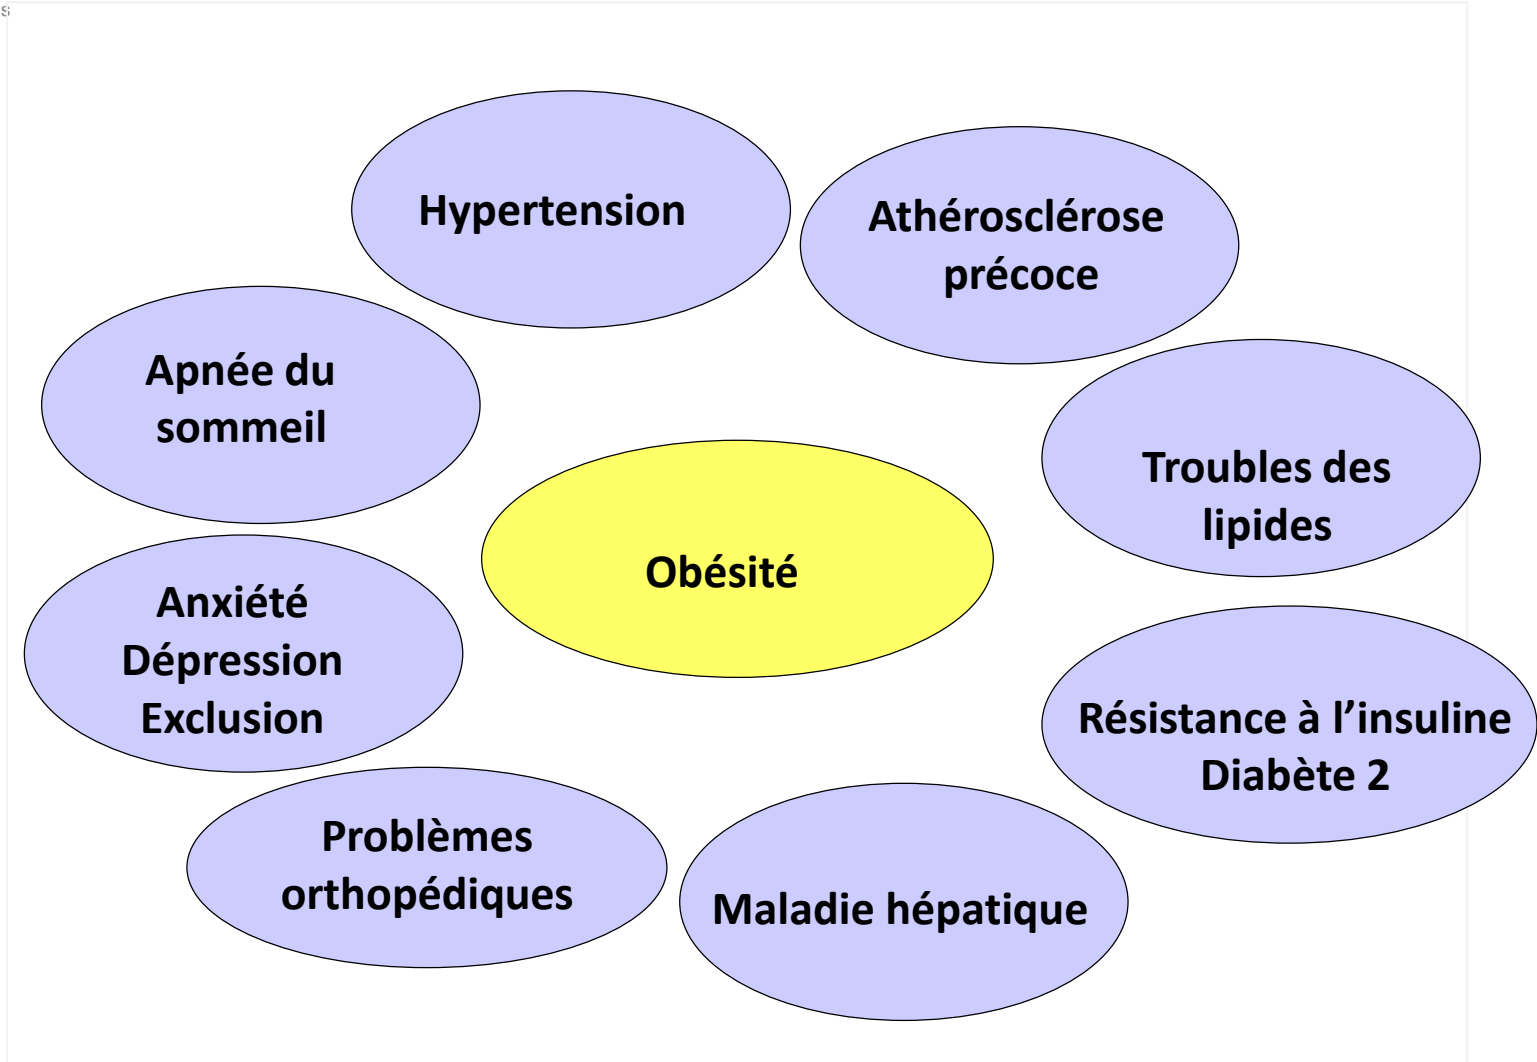 s
Hypertension
Athérosclérose
précoce
Apnée du
sommeil
Troubles des
lipides
Obésité
Anxiété
Dépression
Exclusion
Résistance à l’insuline
Diabète 2
Problèmes
orthopédiques
Maladie hépatique